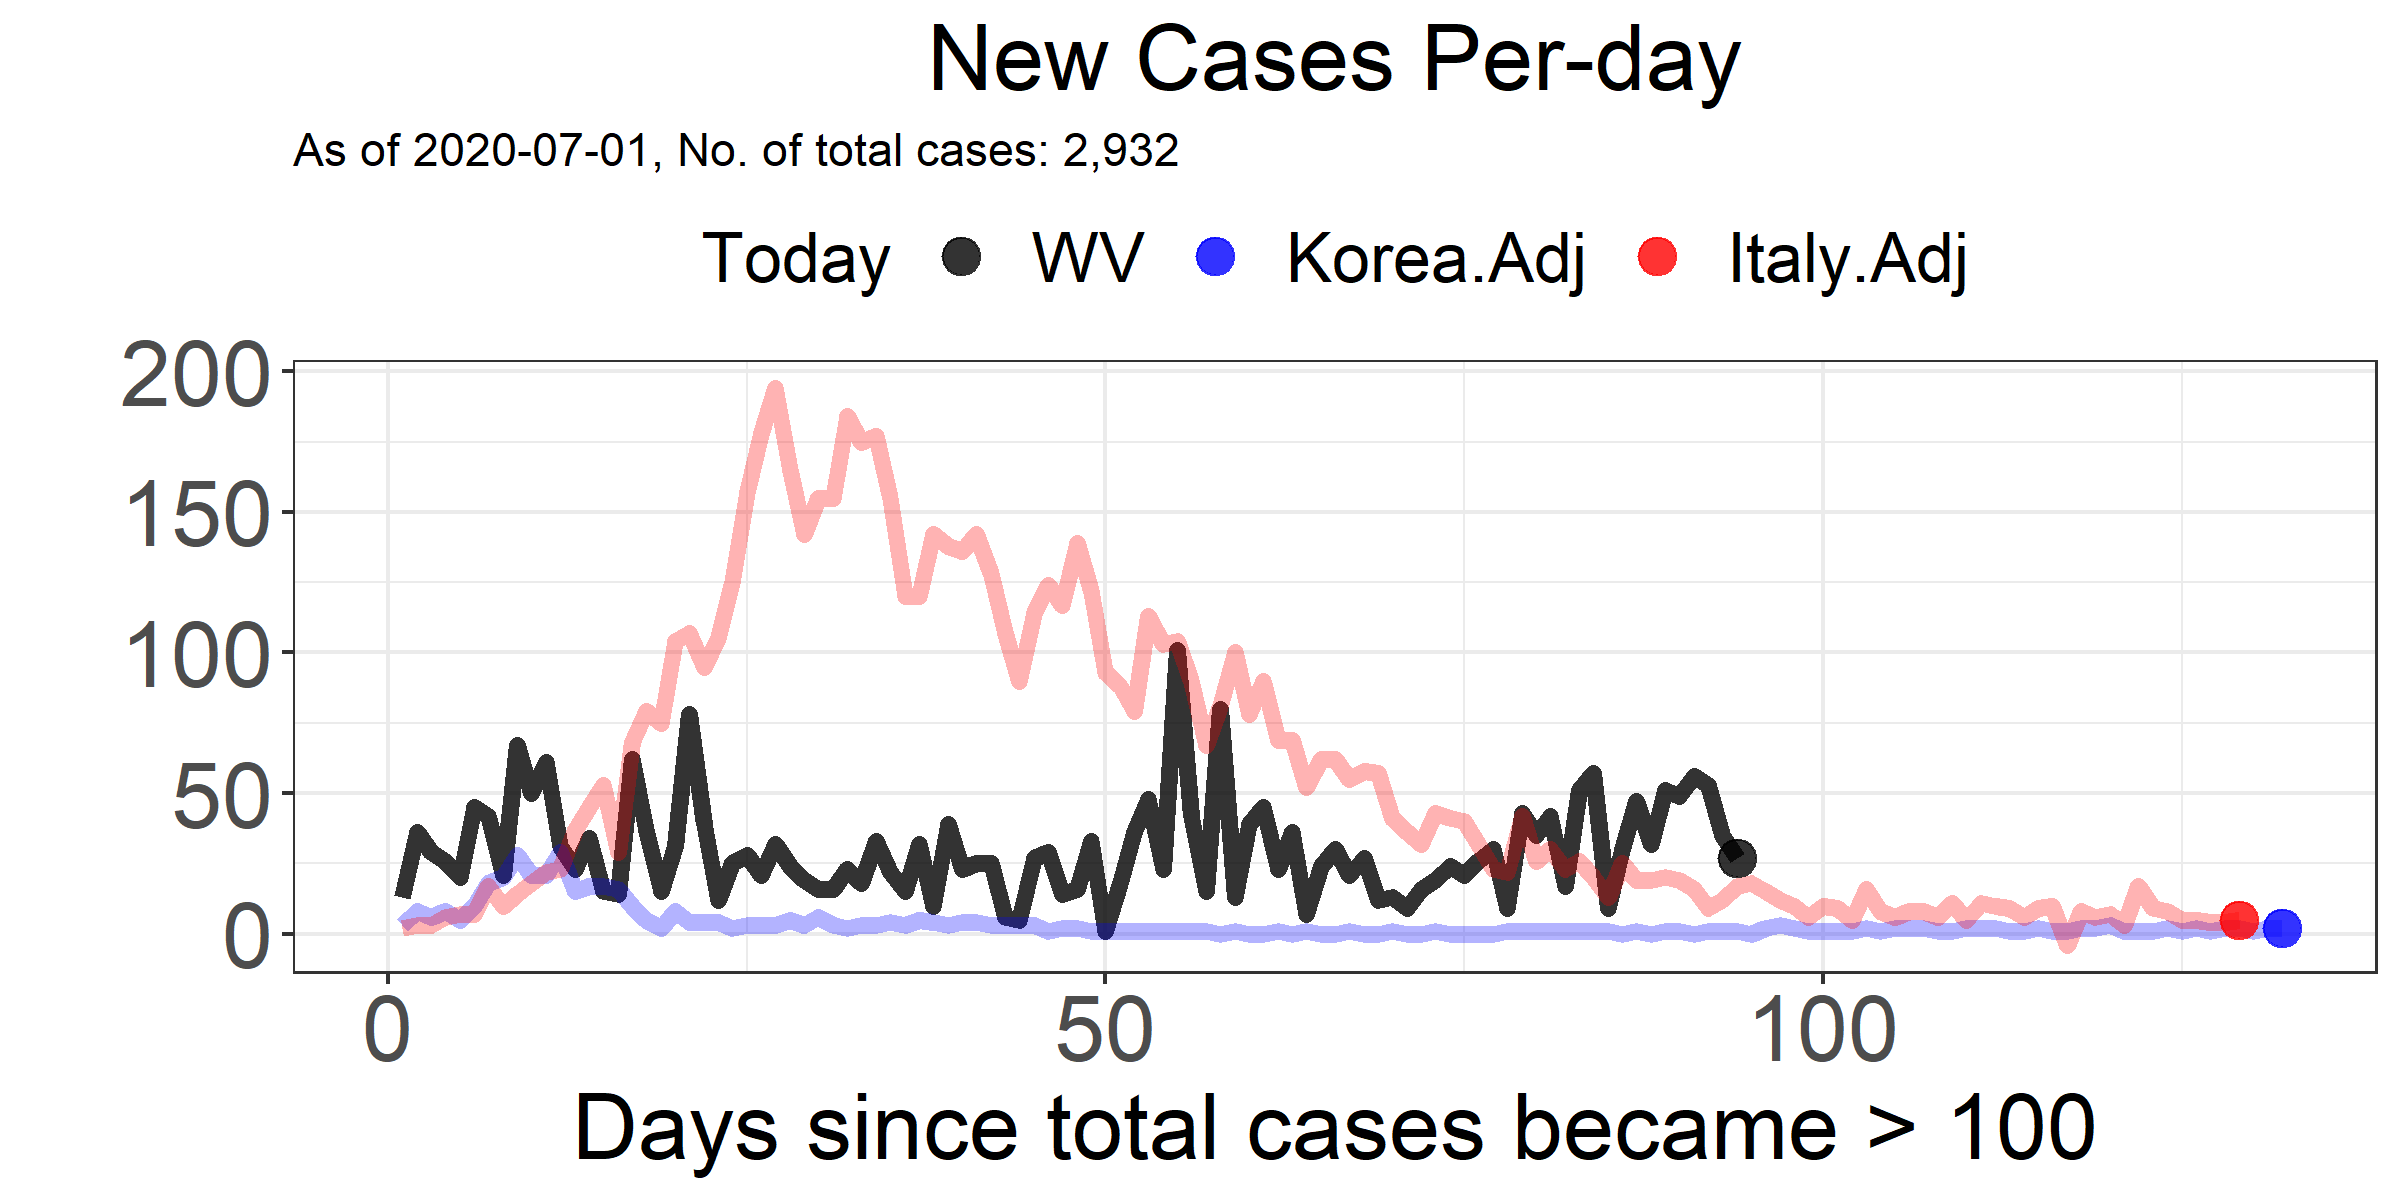 New Cases Per-day
As of 2020-07-01, No. of total cases: 2,932
Today WV Korea.Adj Italy.Adj
200
150
100
50
0
0 50 100
Days since total cases became > 100